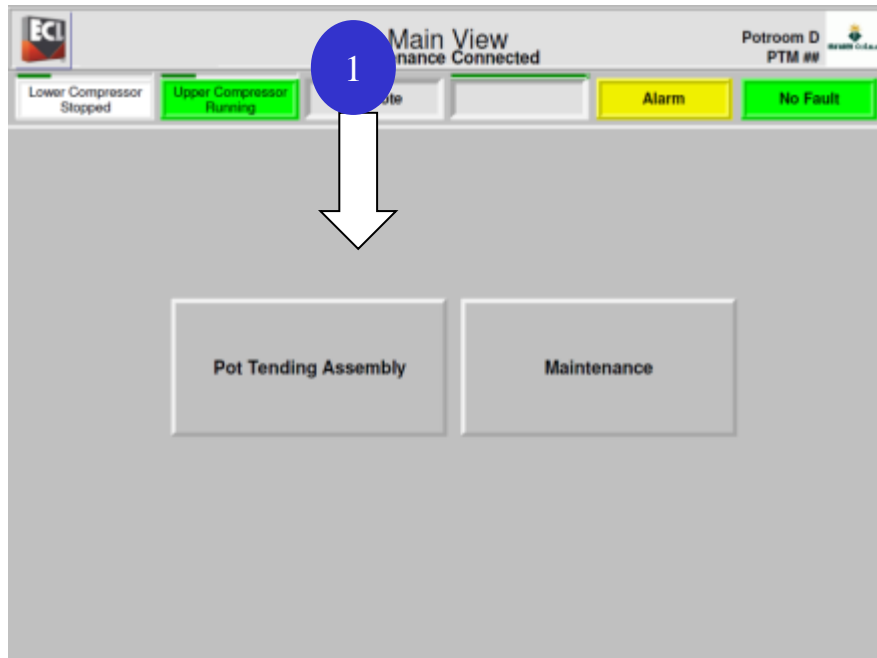 ECL
Main View
nance Connected
Potroom D
PTM ##
1
Lower Compressor
Stopped
Upper Compressor
Running
ote
Alarm
No Fault
Pot Tending Assembly
Maintenance